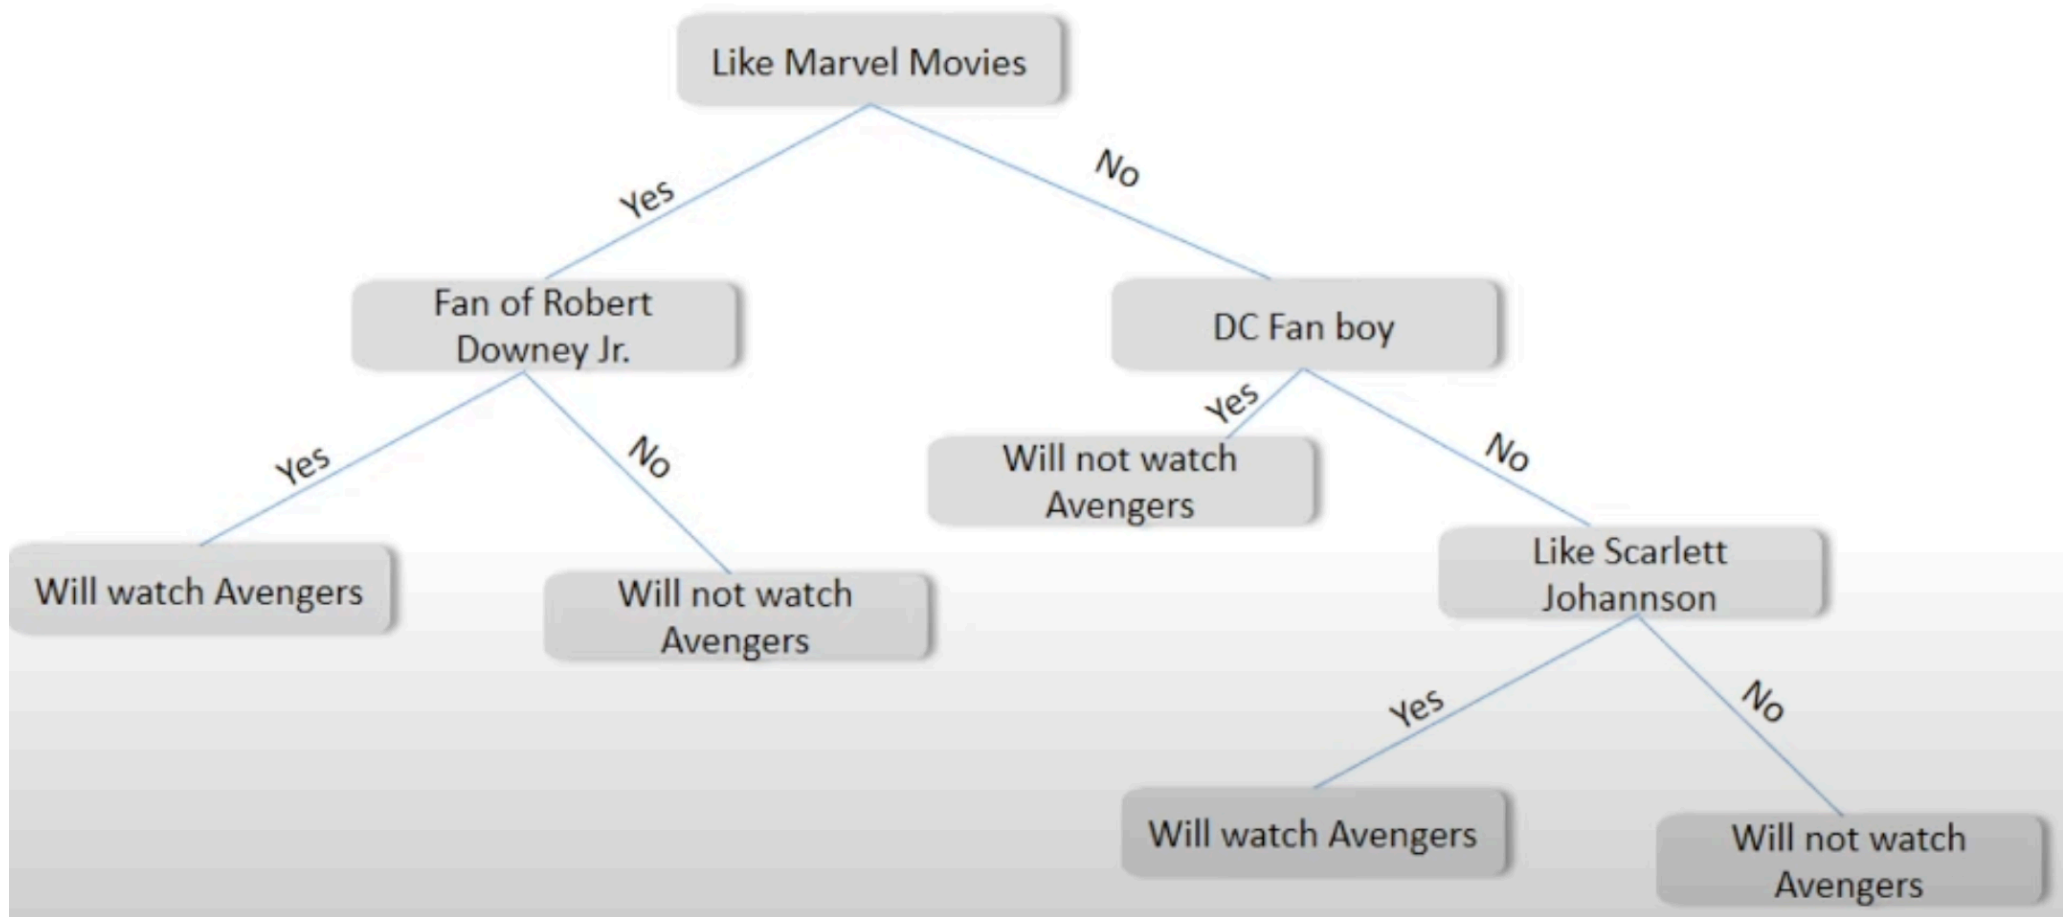 Like Marvel Movies
Yes
No
Fan of Robert
Downey Jr.
DC Fan boy
Yes
No
Yes
No
Will not watch
Avengers
Like Scarlett
Johannson
Will watch Avengers
Will not watch
Avengers
Yes
No
Will watch Avengers
Will not watch
Avengers